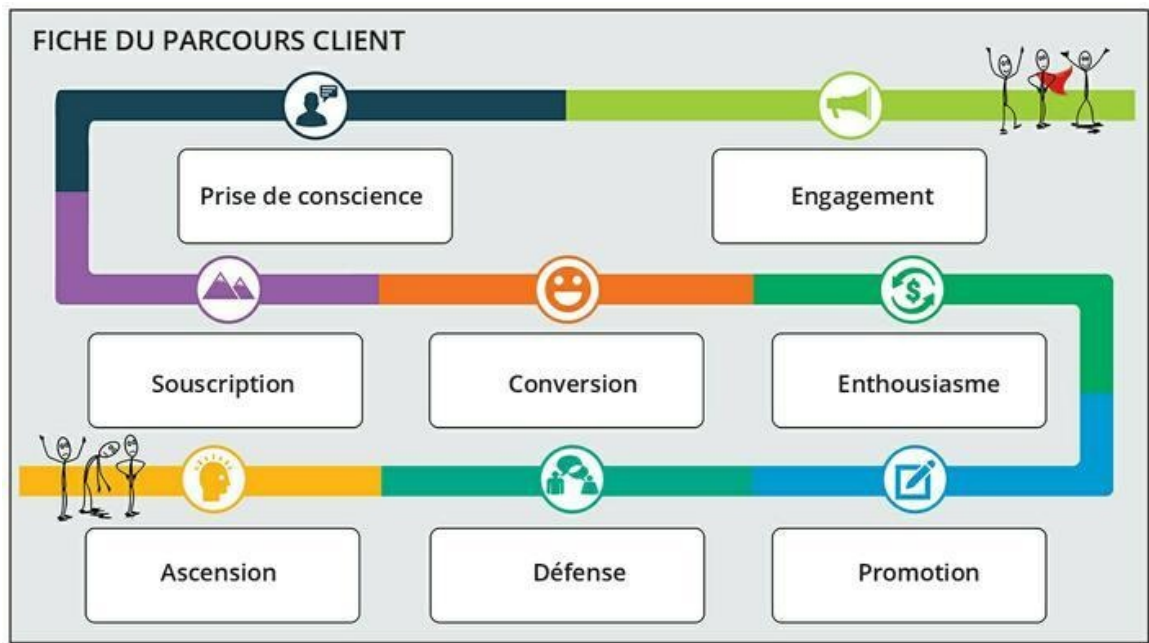 FICHE DU PARCOURS CLIENT
Prise de conscience
Engagement
Souscription
Conversion
Enthousiasme
Ascension
Défense
Promotion